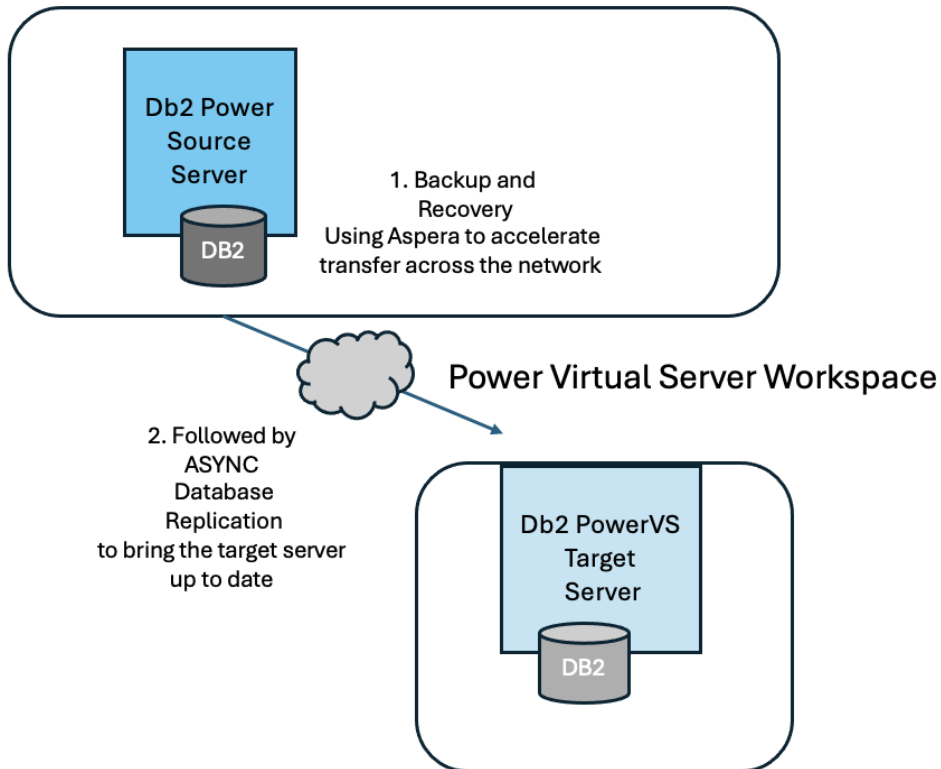 Db2 Power
Source
Server
DB2
1. Backup and
Recovery
Using Aspera to accelerate
transfer across the network
Power Virtual Server Workspace
2. Followed by
ASYNC
Database
Replication
to bring the target server
up to date
Db2 PowerVS
Target
Server
DB2